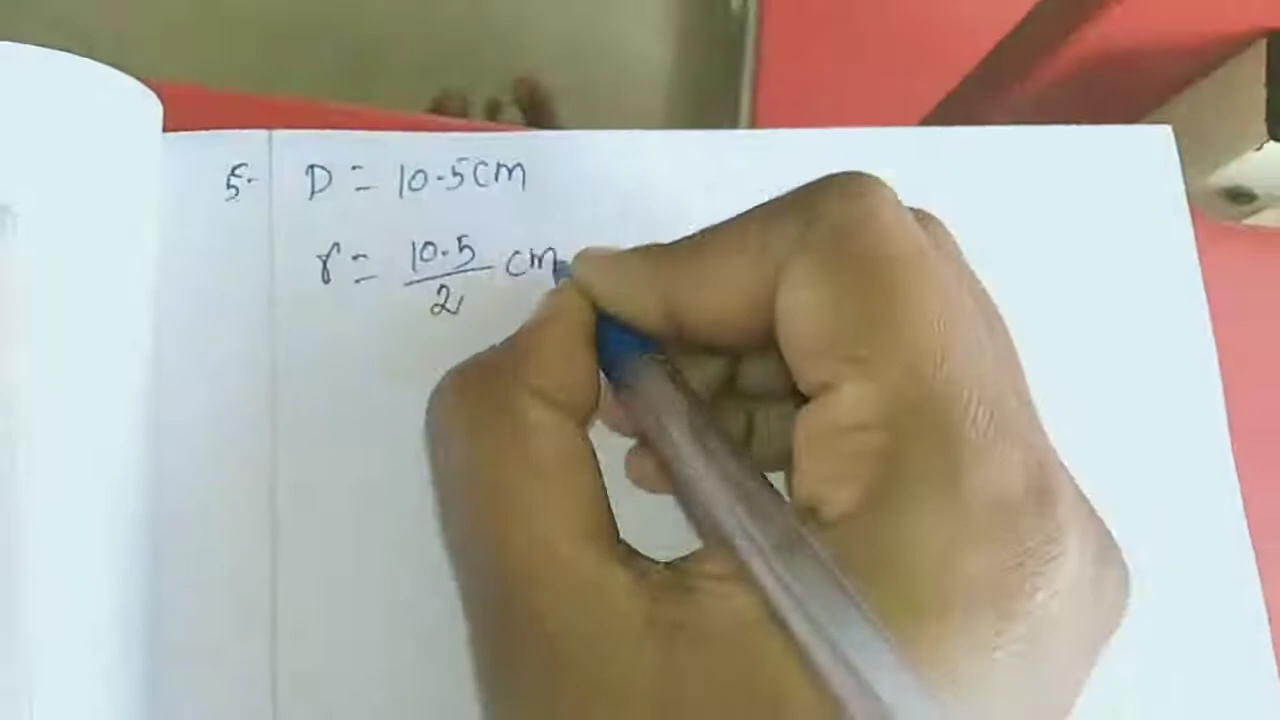 5. D = 10.5cm
r = 10.5/2 cm